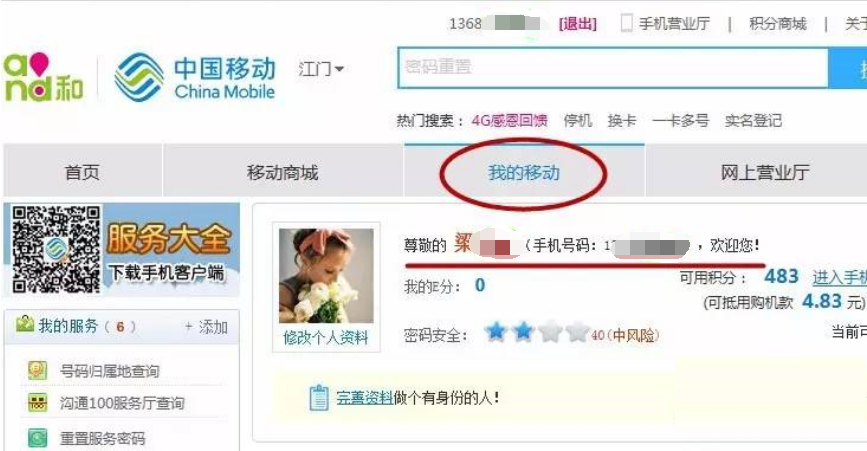 1368 [退出] 手机营业厅 | 积分商城 | 关于
and和 中国移动 China Mobile 江门 密码重置
热门搜索： 4G感恩回馈 停机 换卡 一卡多号 实名登记
首页 移动商城 我的移动 网上营业厅
服务大全
下载手机客户端
我的服务（ 6 ） + 添加
号码归属地查询
沟通100服务厅查询
重置服务密码
修改个人资料
尊敬的 梁 （手机号码：1 ，欢迎您！
我的E分： 0
可用积分： 483 进入手机
(可抵用购机款 4.83 元)
密码安全： 40(中风险)
当前可
完善资料做个有身份的人！